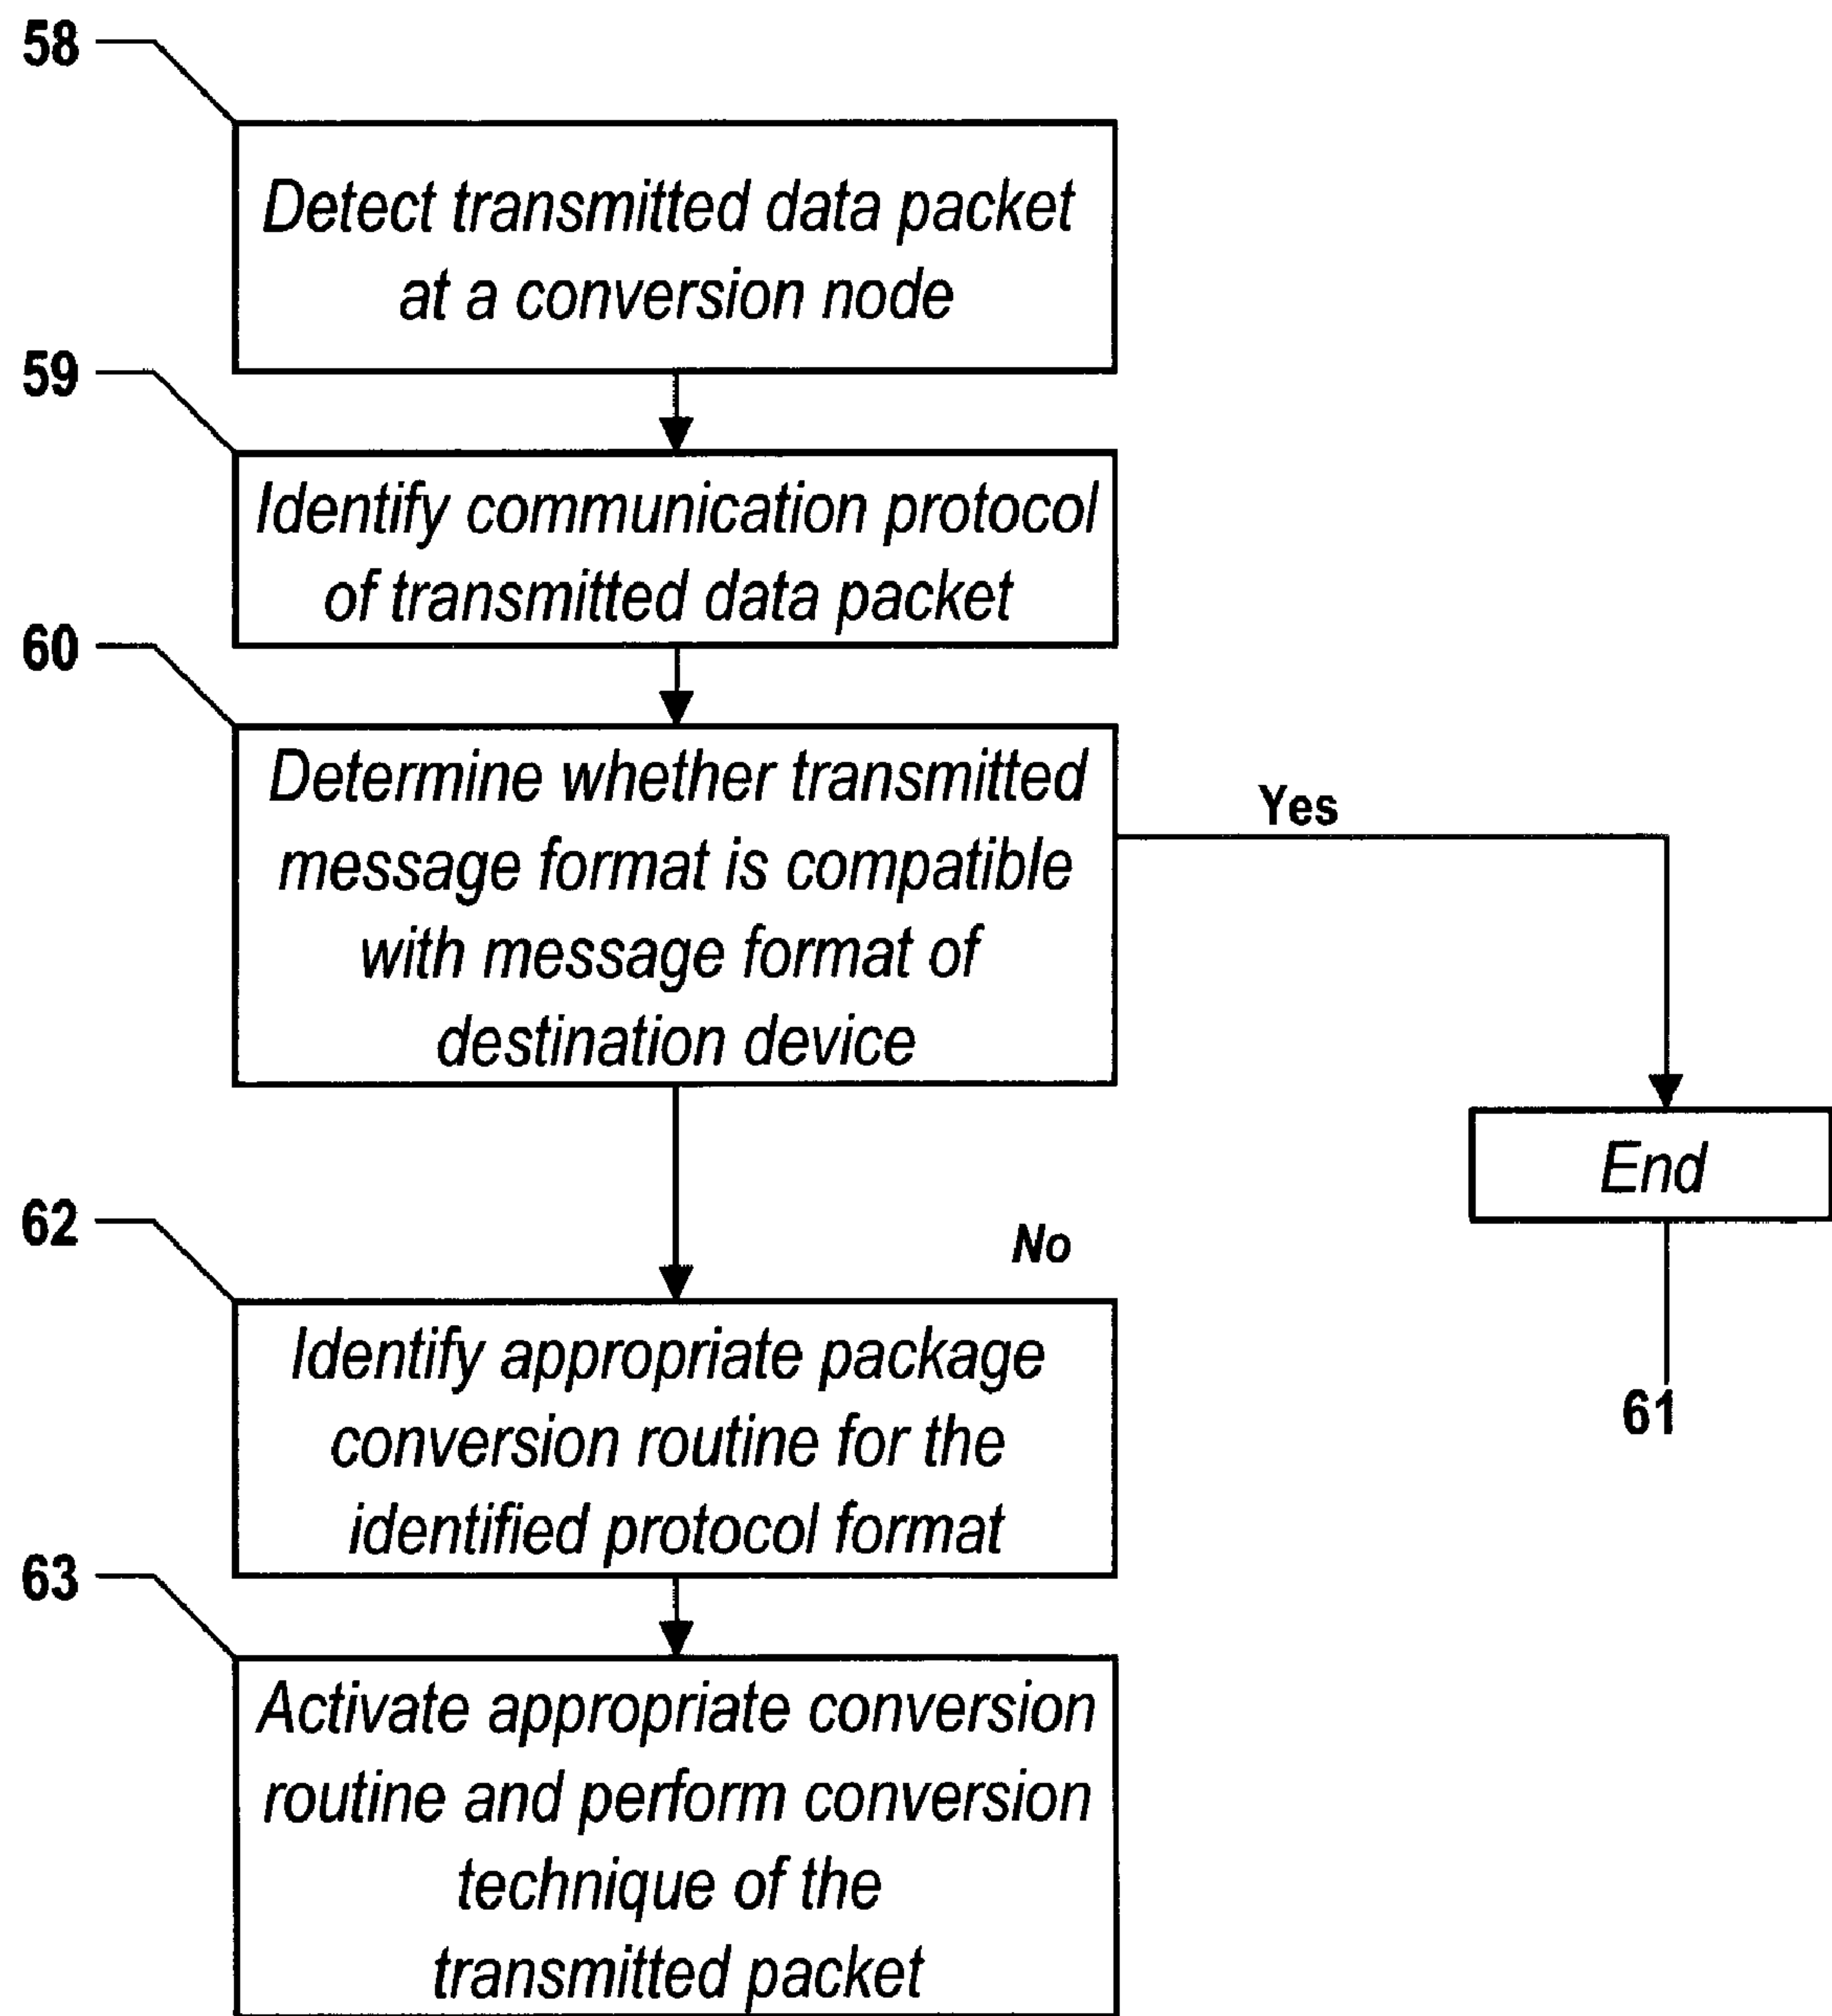 58
Detect transmitted data packet
at a conversion node
59
Identify communication protocol
of transmitted data packet
60
Determine whether transmitted
message format is compatible
with message format of
destination device
Yes
End
61
No
62
Identify appropriate package
conversion routine for the
identified protocol format
63
Activate appropriate conversion
routine and perform conversion
technique of the
transmitted packet